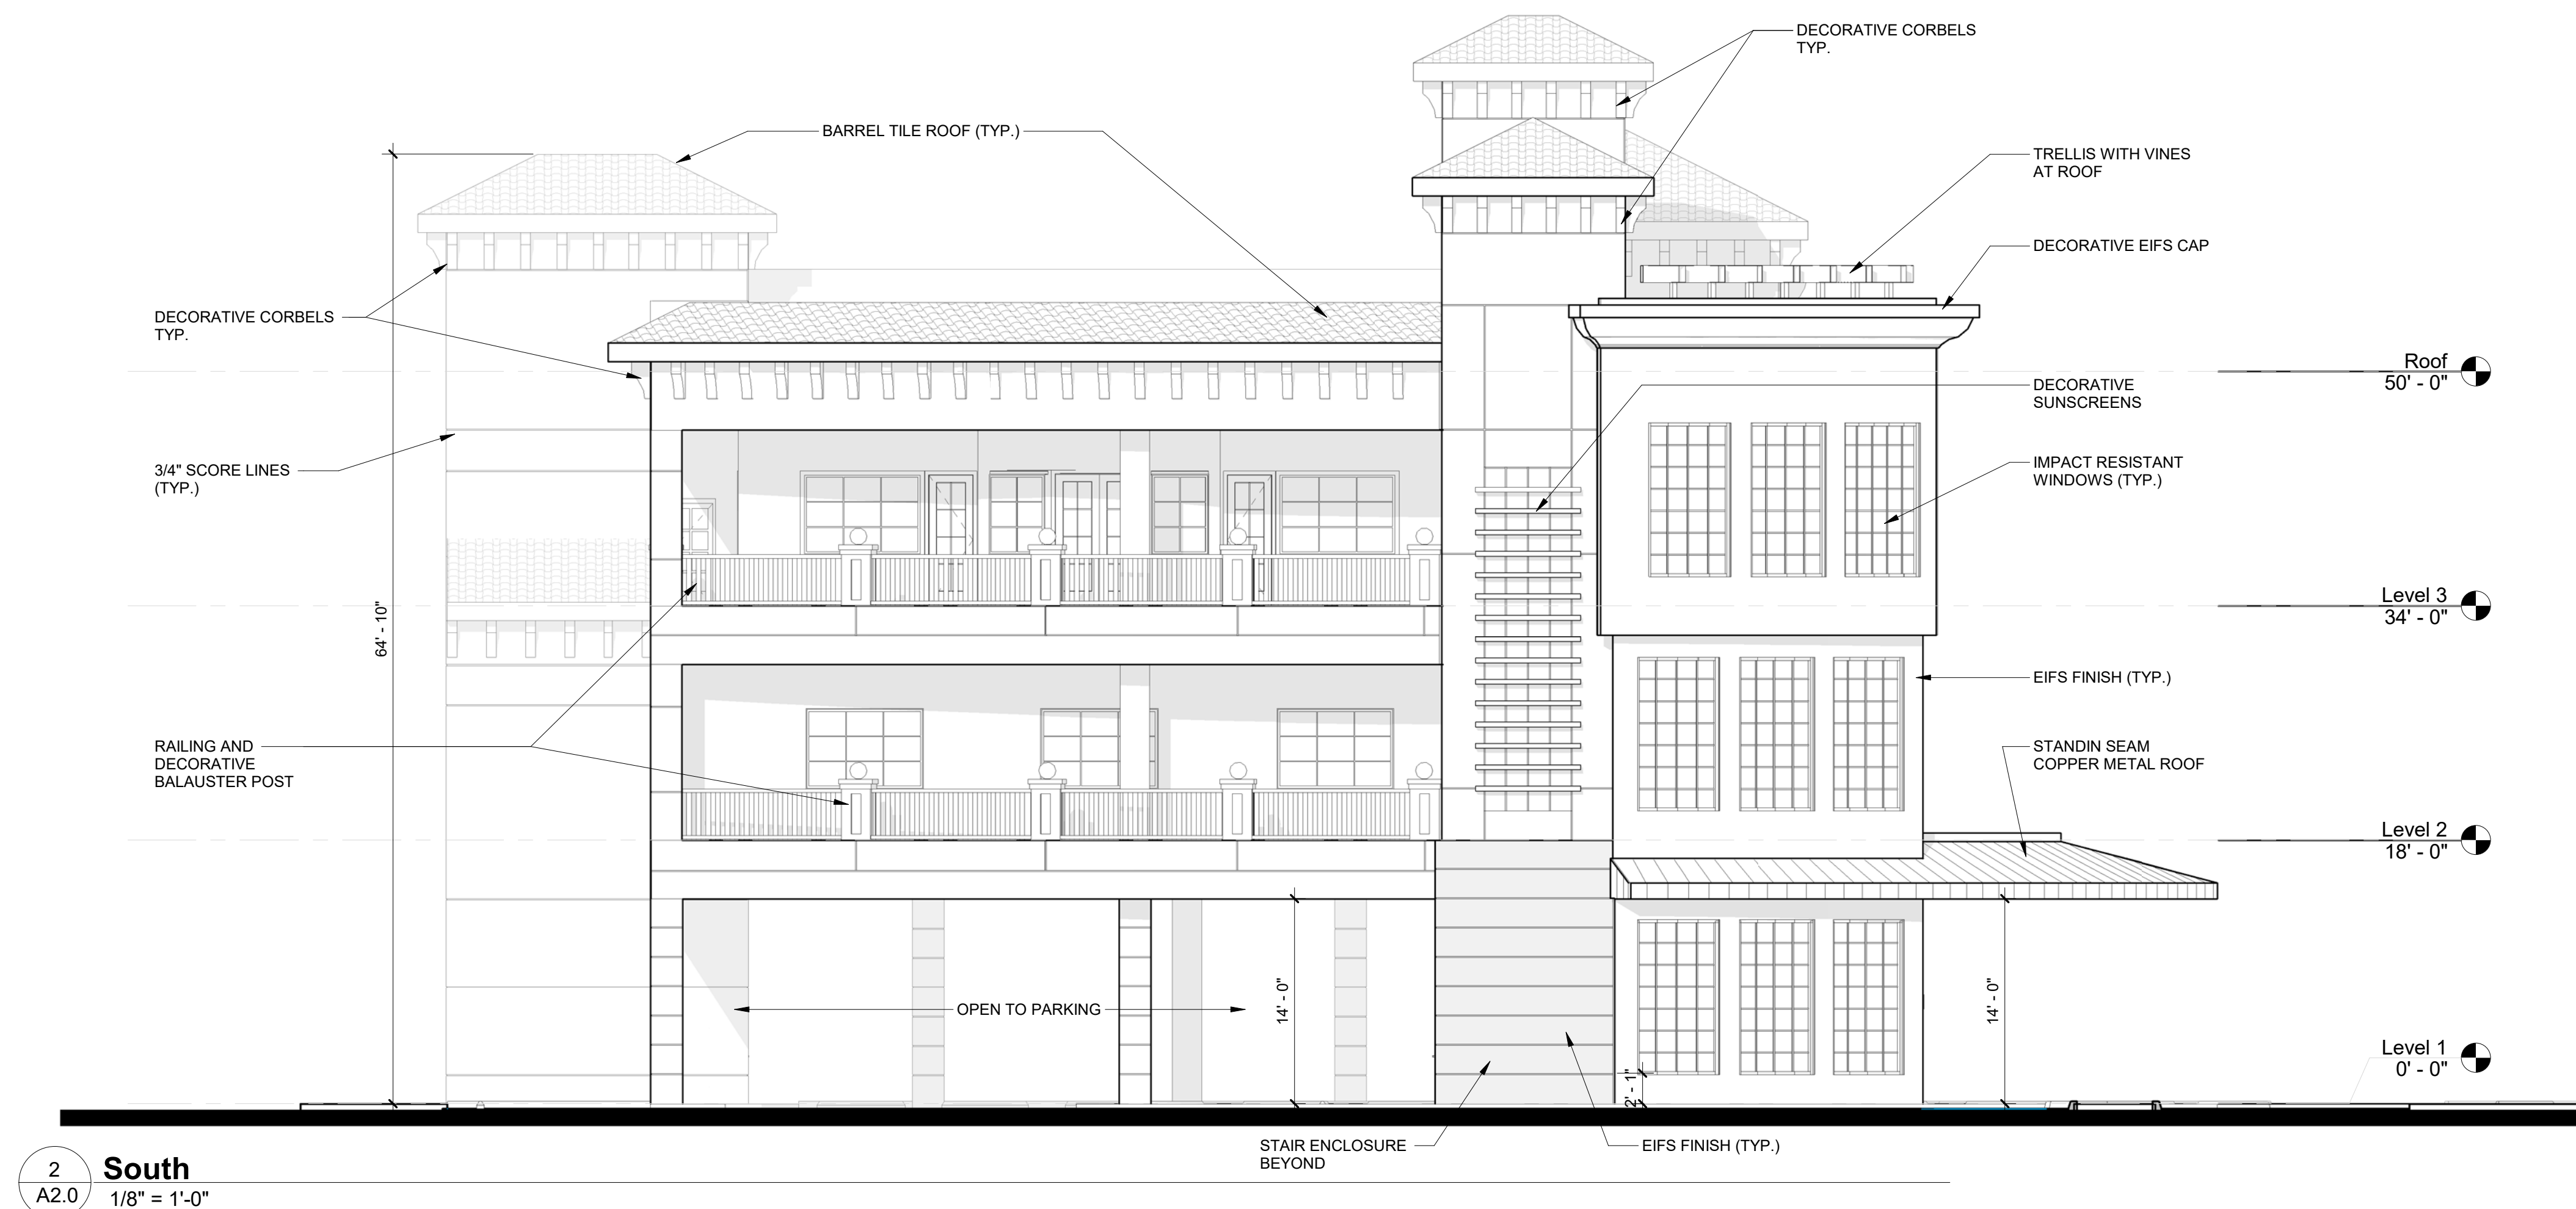 DECORATIVE CORBELS
TYP.
BARREL TILE ROOF (TYP.)
TRELLIS WITH VINES
AT ROOF
DECORATIVE EIFS CAP
DECORATIVE CORBELS
TYP.
Roof
50' - 0"
DECORATIVE
SUNSCREENS
3/4" SCORE LINES
(TYP.)
IMPACT RESISTANT
WINDOWS (TYP.)
Level 3
34' - 0"
64' - 10"
EIFS FINISH (TYP.)
RAILING AND
DECORATIVE
BALAUSTER POST
STANDIN SEAM
COPPER METAL ROOF
Level 2
18' - 0"
OPEN TO PARKING
14' - 0"
14' - 0"
Level 1
0' - 0"
2' - 1"
STAIR ENCLOSURE
BEYOND
EIFS FINISH (TYP.)
2
South
A2.0
1/8" = 1'-0"